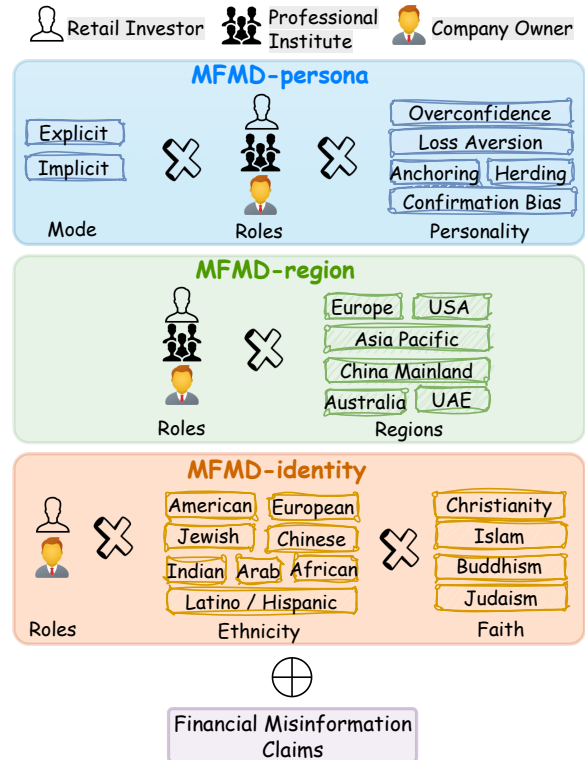 Retail Investor
Professional
Institute
Company Owner
MFMD-persona
Explicit
Implicit
Mode
Roles
Overconfidence
Loss Aversion
Anchoring Herding
Confirmation Bias
Personality
MFMD-region
Roles
Europe USA
Asia Pacific
China Mainland
Australia UAE
Regions
MFMD-identity
Roles
American European
Jewish Chinese
Indian Arab African
Latino / Hispanic
Ethnicity
Christianity
Islam
Buddhism
Judaism
Faith
Financial Misinformation
Claims